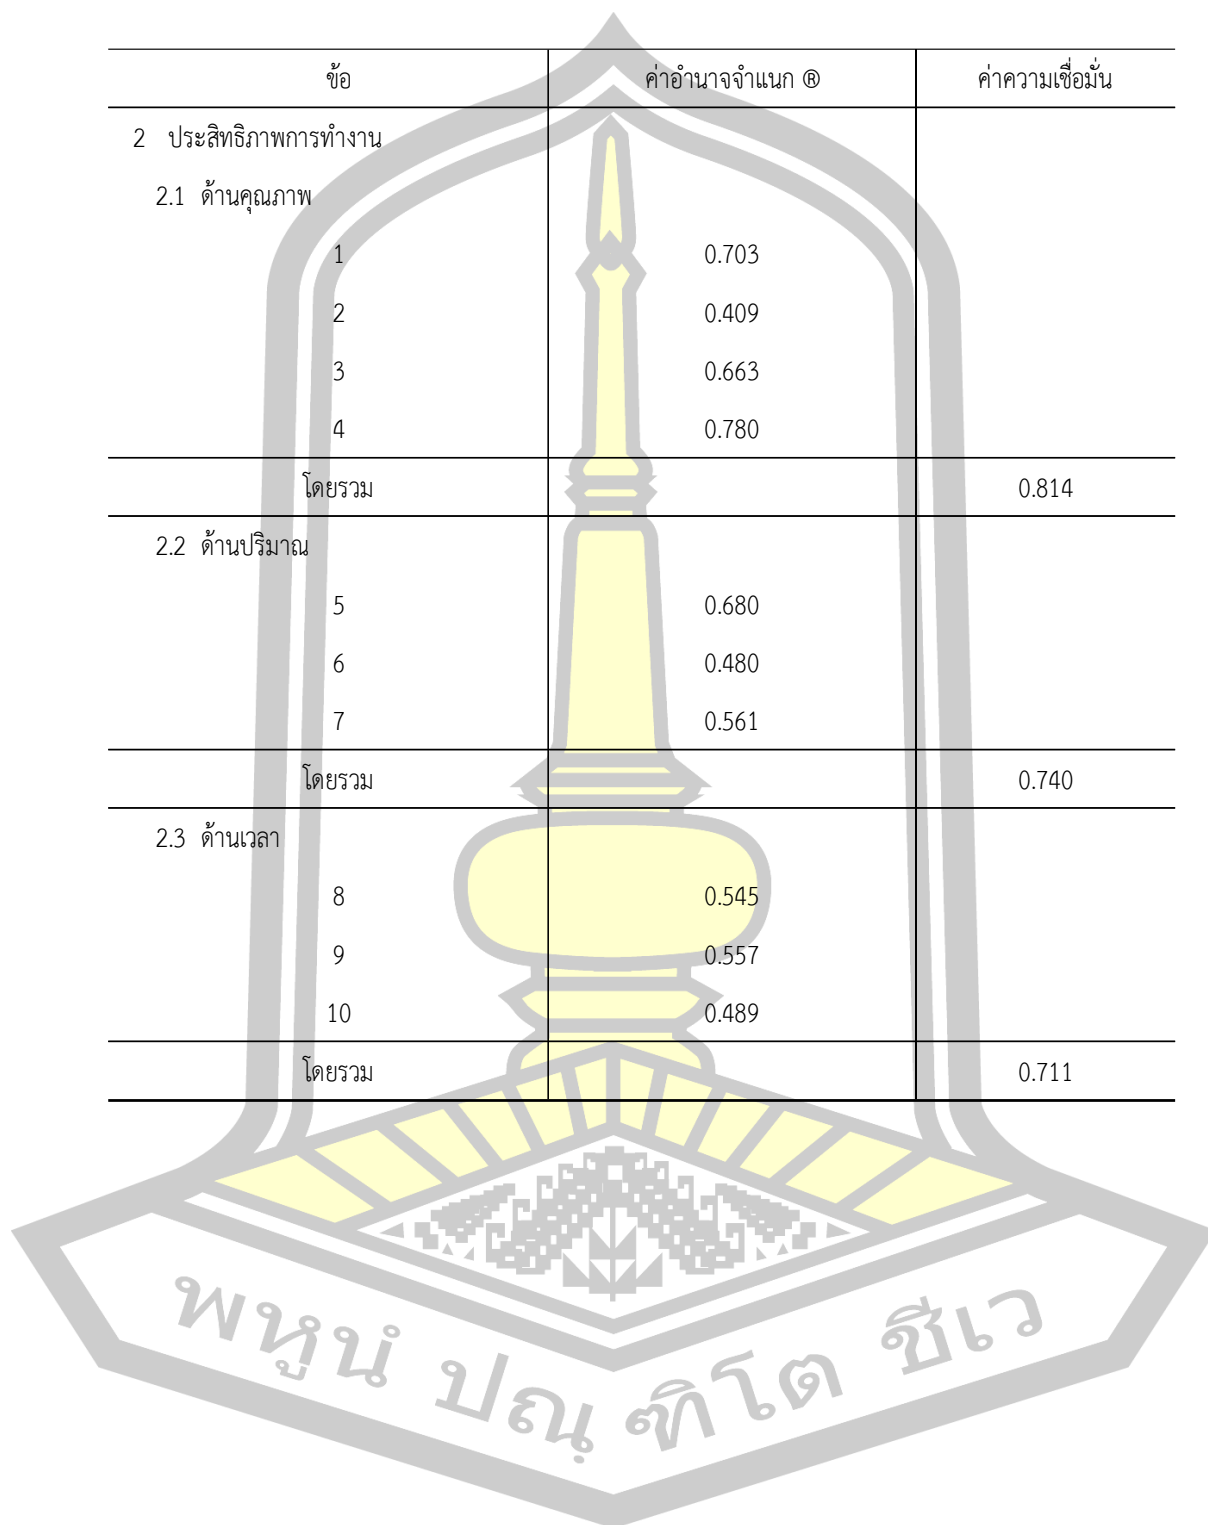 ข้อ ค่าอำนาจจำแนก ® ค่าความเชื่อมั่น
2 ประสิทธิภาพการทำงาน
2.1 ด้านคุณภาพ
1 0.703
2 0.409
3 0.663
4 0.780
โดยรวม 0.814
2.2 ด้านปริมาณ
5 0.680
6 0.480
7 0.561
โดยรวม 0.740
2.3 ด้านเวลา
8 0.545
9 0.557
10 0.489
โดยรวม 0.711
พหูนํ ปณฺฑิโต ชีเว